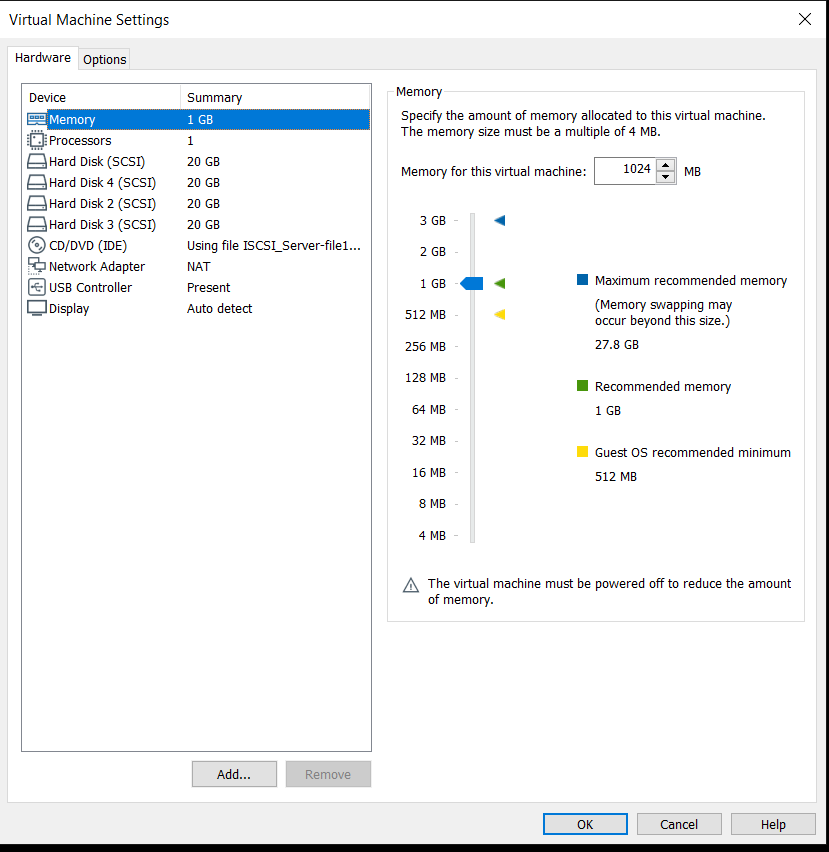 Virtual Machine Settings
Hardware
Options
Device Summary
Memory 1 GB
Processors 1
Hard Disk (SCSI) 20 GB
Hard Disk 4 (SCSI) 20 GB
Hard Disk 2 (SCSI) 20 GB
Hard Disk 3 (SCSI) 20 GB
CD/DVD (IDE) Using file ISCSI_Server-file1...
Network Adapter NAT
USB Controller Present
Display Auto detect
Add...
Remove
Memory
Specify the amount of memory allocated to this virtual machine.
The memory size must be a multiple of 4 MB.
Memory for this virtual machine: 1024 MB
3 GB
2 GB
1 GB
512 MB
256 MB
128 MB
64 MB
32 MB
16 MB
8 MB
4 MB
Maximum recommended memory
(Memory swapping may
occur beyond this size.)
27.8 GB
Recommended memory
1 GB
Guest OS recommended minimum
512 MB
The virtual machine must be powered off to reduce the amount
of memory.
OK
Cancel
Help